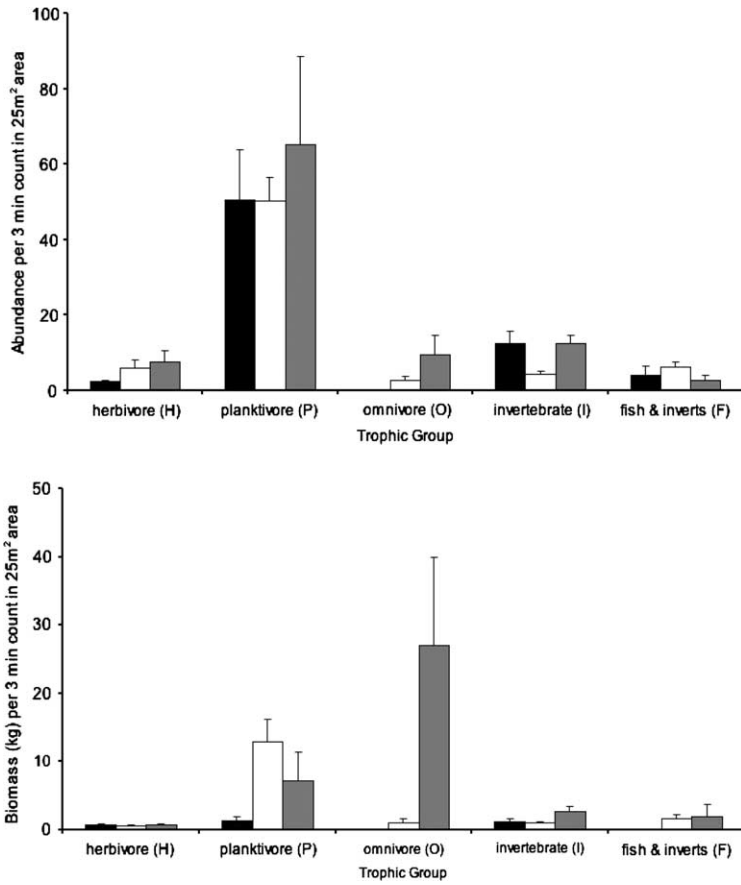 Abundance per 3 min count in 25m² area
100
80
60
40
20
0
herbivore (H) planktivore (P) omnivore (O) invertebrate (I) fish & inverts (F)
Trophic Group
Biomass (kg) per 3 min count in 25m² area
50
40
30
20
10
0
herbivore (H) planktivore (P) omnivore (O) invertebrate (I) fish & inverts (F)
Trophic Group